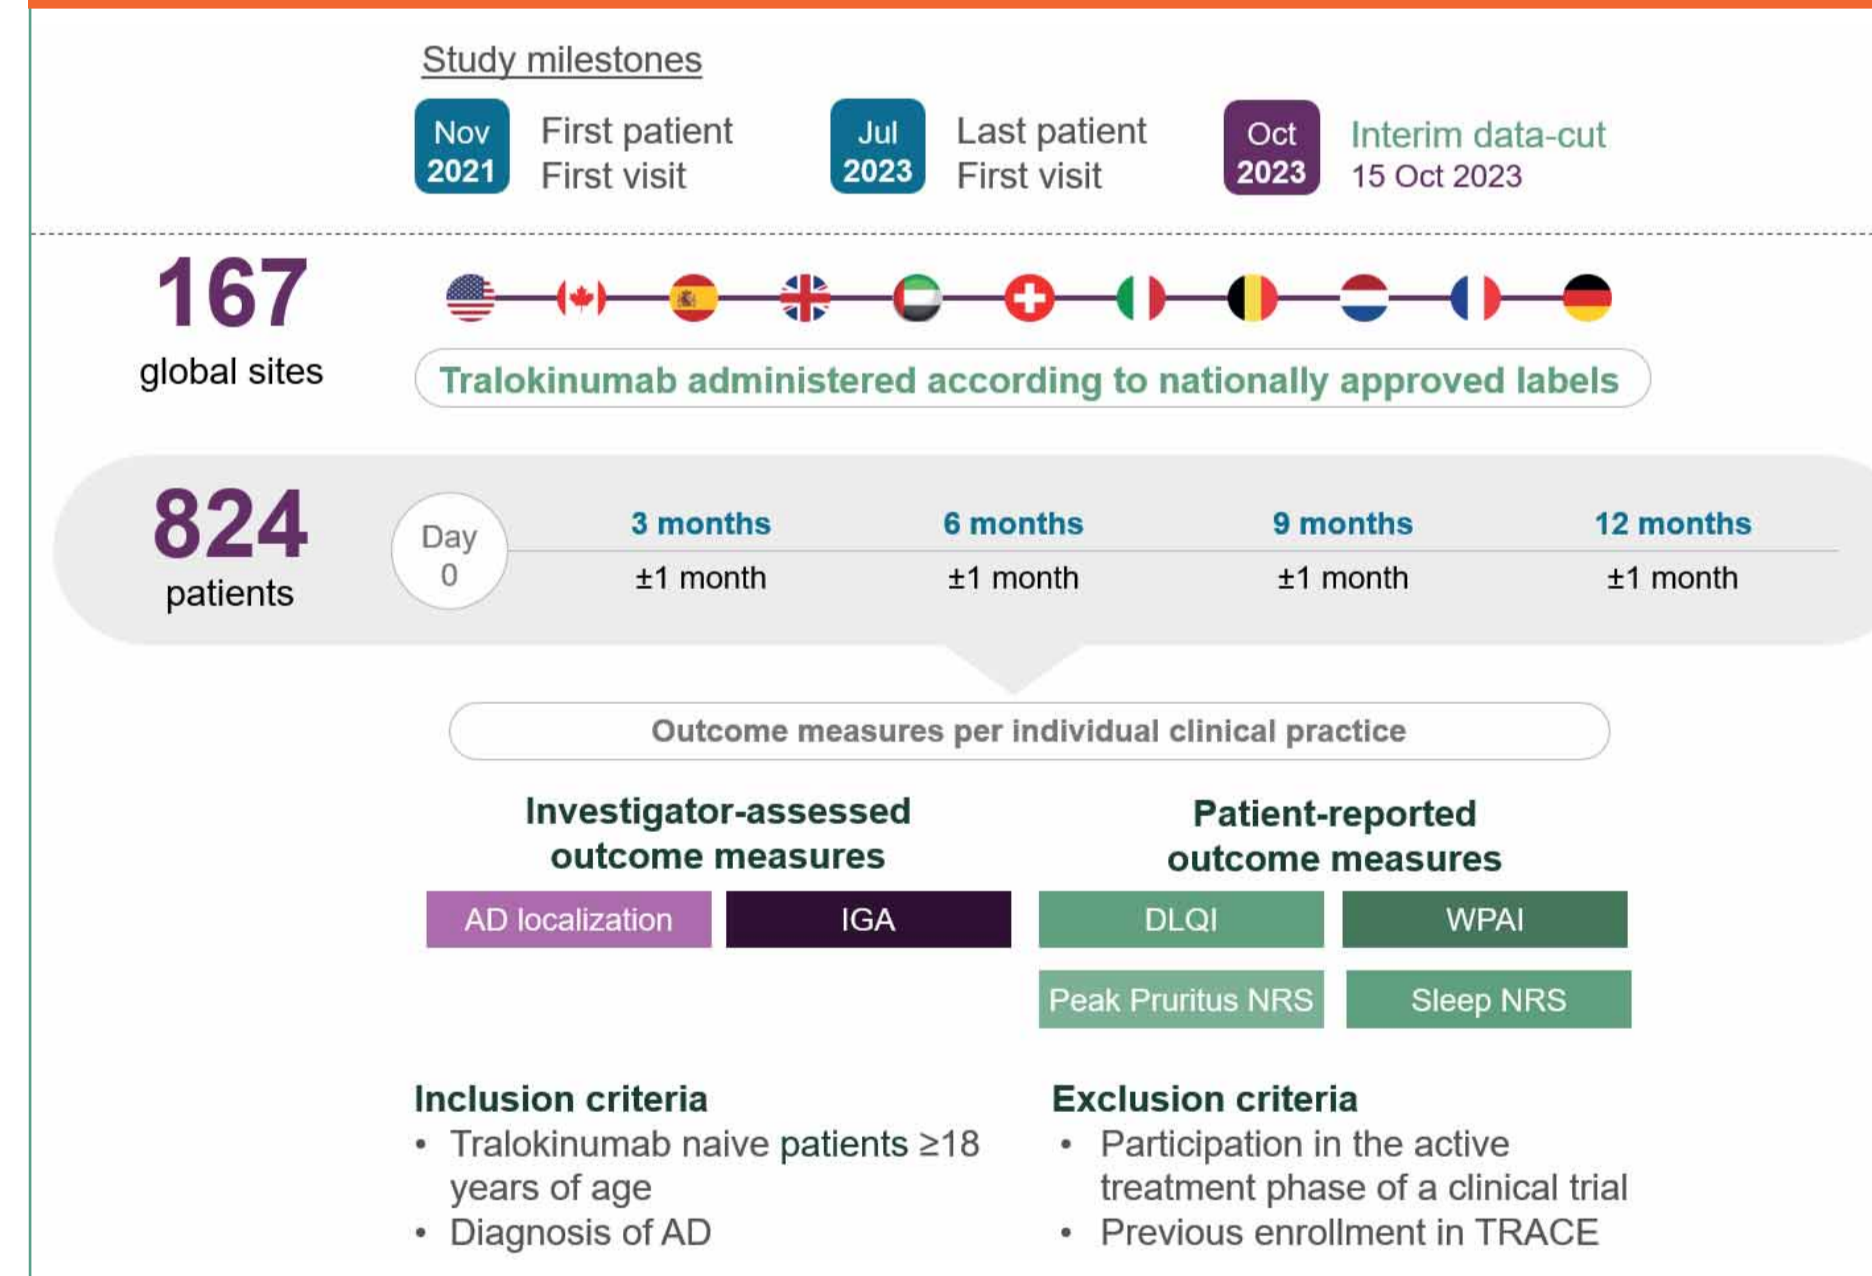 Study milestones
Nov
2021
First patient
First visit
Jul
2023
Last patient
First visit
Oct
2023
Interim data-cut
15 Oct 2023
167
global sites
Tralokinumab administered according to nationally approved labels
824
patients
Day
0
3 months
±1 month
6 months
±1 month
9 months
±1 month
12 months
±1 month
Outcome measures per individual clinical practice
Investigator-assessed
outcome measures
AD localization
IGA
Patient-reported
outcome measures
DLQI
WPAI
Peak Pruritus NRS
Sleep NRS
Inclusion criteria
• Tralokinumab naive patients ≥18
years of age
• Diagnosis of AD
Exclusion criteria
• Participation in the active
treatment phase of a clinical trial
• Previous enrollment in TRACE